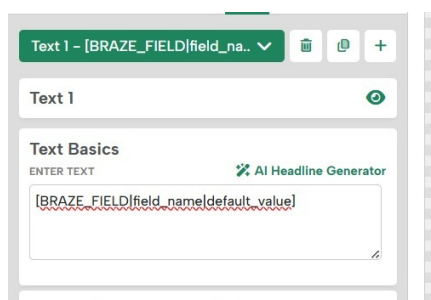 Text 1 – [BRAZE_FIELD|field_na..
Text 1
Text Basics
ENTER TEXT
AI Headline Generator
[BRAZE_FIELD|field_name|default_value]